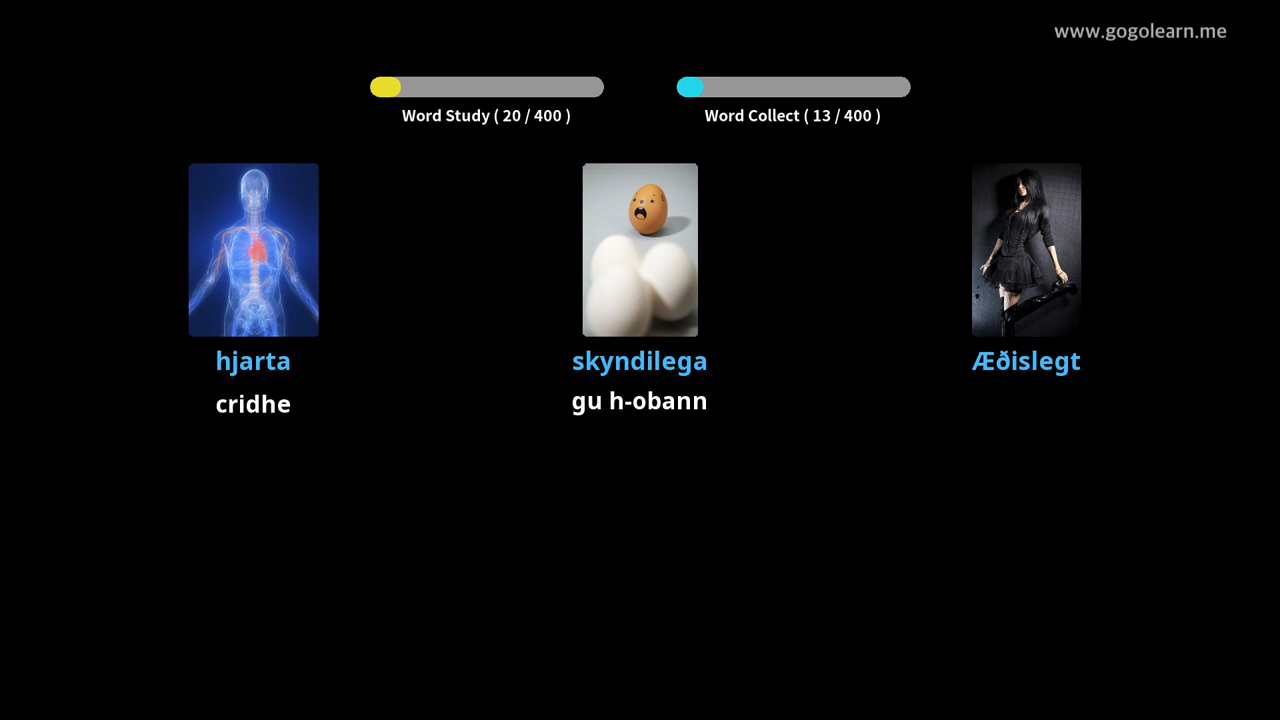 www.gogolearn.me
Word Study ( 20 / 400 )
Word Collect ( 13 / 400 )
hjarta
skyndilega
Æðislegt
cridhe
gu h-obann